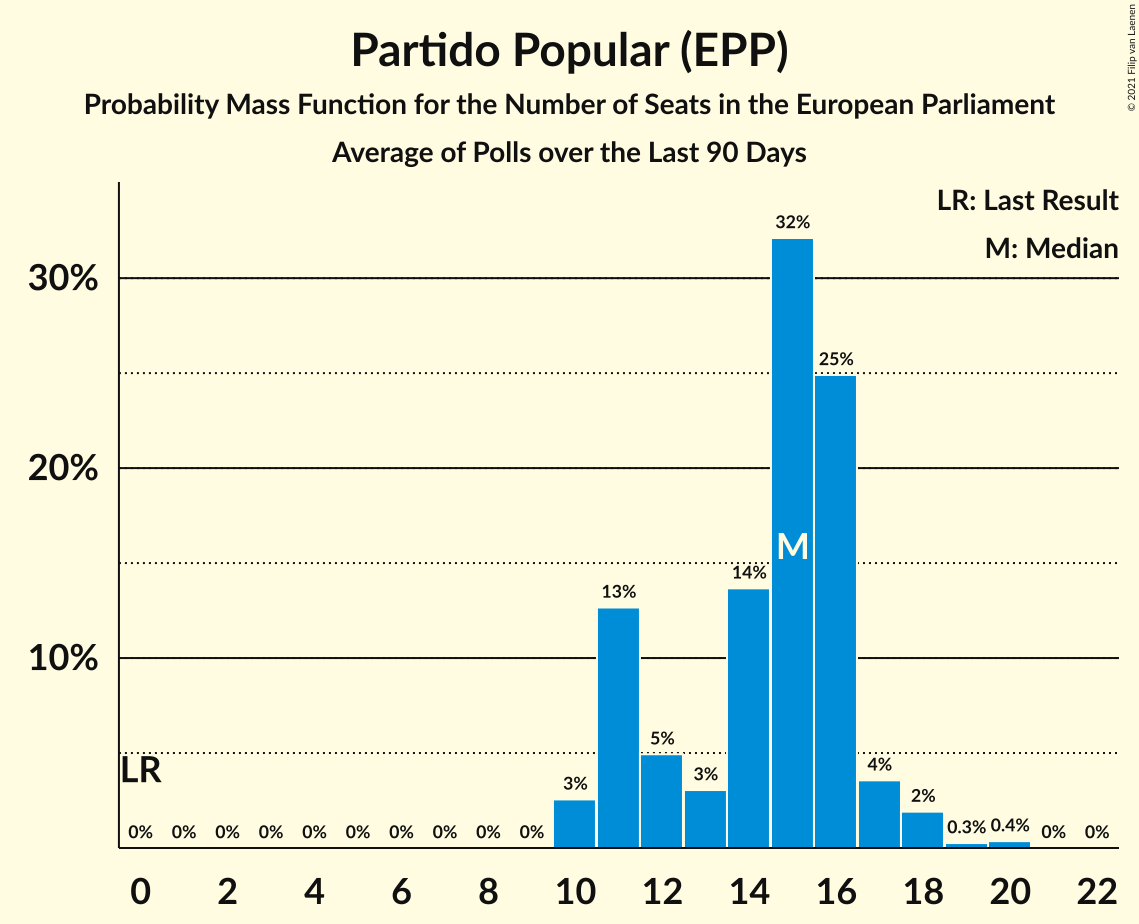 Partido Popular (EPP)
Probability Mass Function for the Number of Seats in the European Parliament
Average of Polls over the Last 90 Days
© 2021 Filip van Laenen
LR: Last Result
M: Median
30%
20%
10%
LR
M
0% 0% 0% 0% 0% 0% 0% 0% 0% 0% 3% 13% 5% 3% 14% 32% 25% 4% 2% 0.3% 0.4% 0% 0%
0 2 4 6 8 10 12 14 16 18 20 22